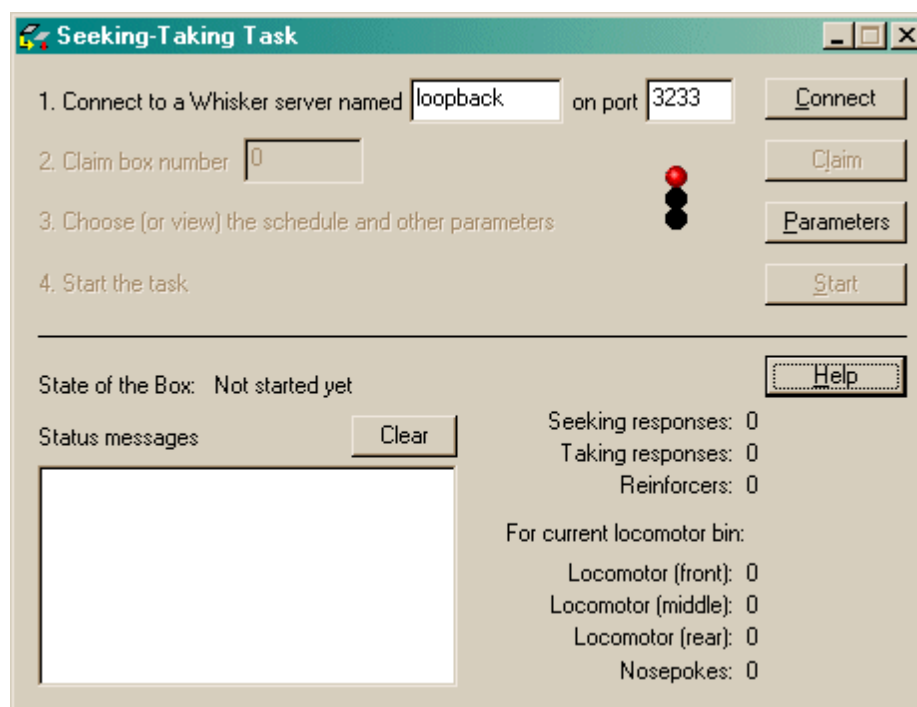 Seeking-Taking Task
1. Connect to a Whisker server named loopback on port 3233 Connect
2. Claim box number 0 Claim
3. Choose (or view) the schedule and other parameters Parameters
4. Start the task Start
State of the Box: Not started yet Help
Status messages Clear
Seeking responses: 0
Taking responses: 0
Reinforcers: 0
For current locomotor bin:
Locomotor (front): 0
Locomotor (middle): 0
Locomotor (rear): 0
Nosepokes: 0